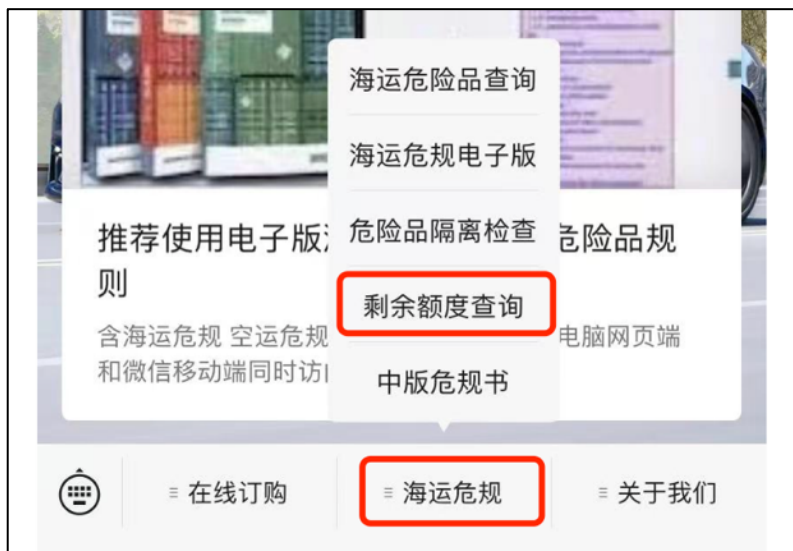 海运危险品查询
海运危规电子版
危险品隔离检查
剩余额度查询
中版危规书
推荐使用电子版 危险品规
则
含海运危规 空运危规 电脑网页端
和微信移动端同时访
在线订购
海运危规
关于我们